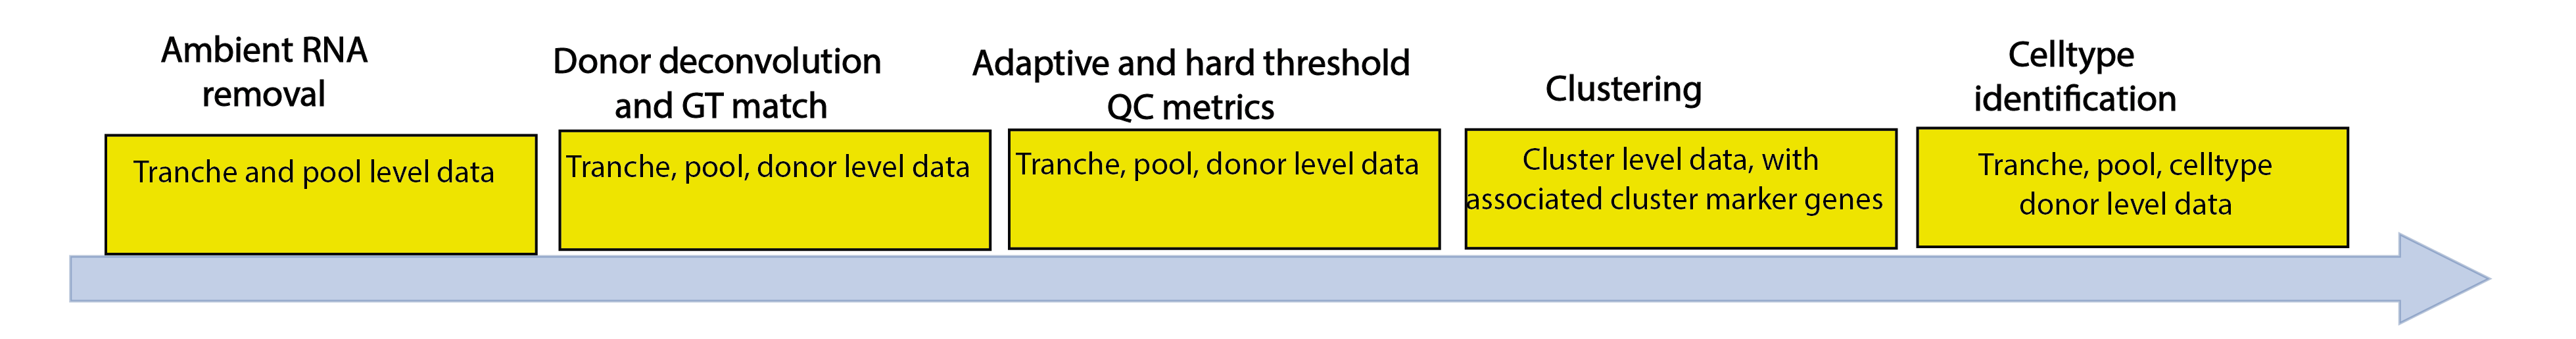 Ambient RNA
removal
Tranche and pool level data
Donor deconvolution
and GT match
Tranche, pool, donor level data
Adaptive and hard threshold
QC metrics
Tranche, pool, donor level data
Clustering
Cluster level data, with
associated cluster marker genes
Celltype
identification
Tranche, pool, celltype
donor level data